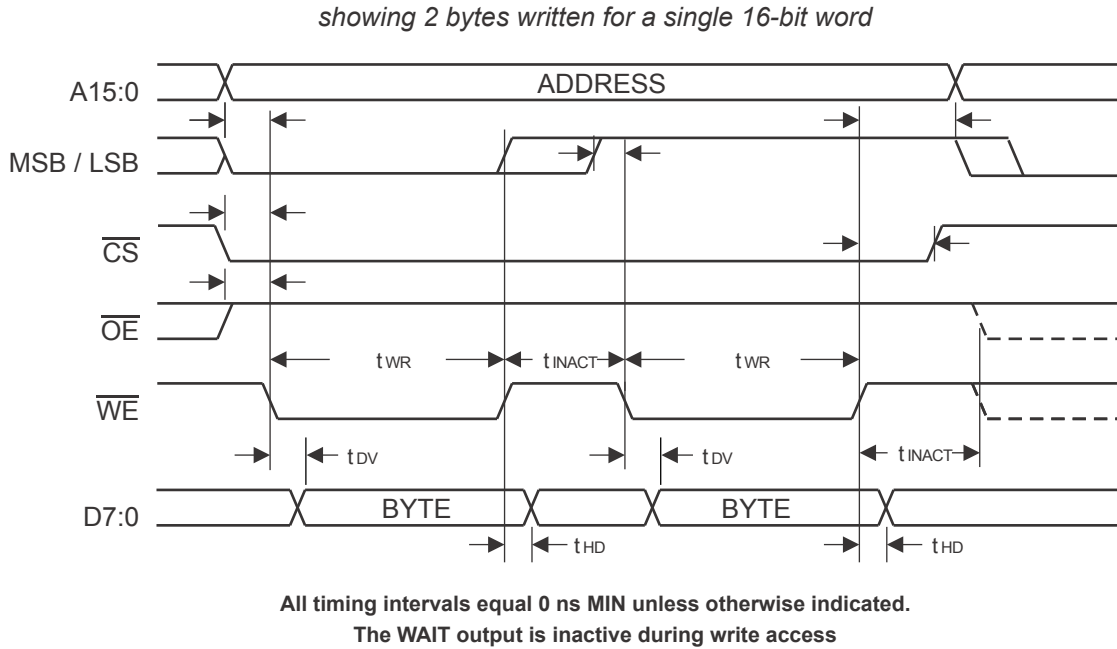 showing 2 bytes written for a single 16-bit word
A15:0
ADDRESS
MSB / LSB
CS
OE
tWR
tINACT
tWR
WE
tDV
tDV
tINACT
D7:0
BYTE
BYTE
tHD
tHD
All timing intervals equal 0 ns MIN unless otherwise indicated.
The WAIT output is inactive during write access